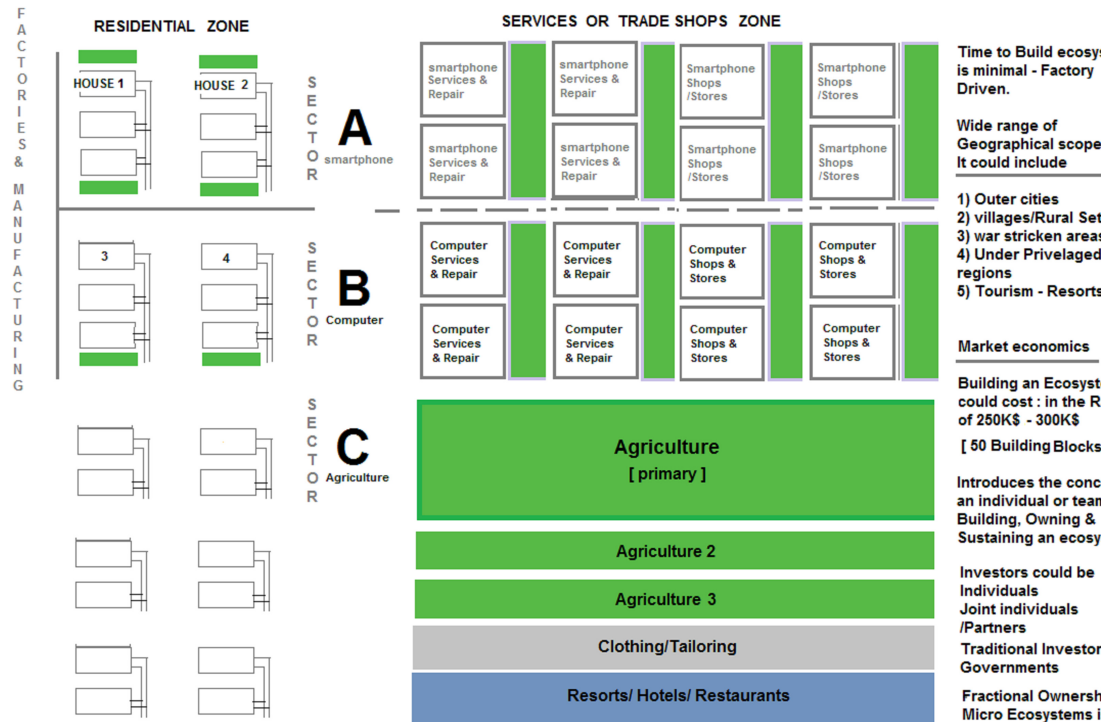 FACTORIES & MANUFACTURING
RESIDENTIAL ZONE
HOUSE 1
HOUSE 2
3
4
SECTOR
A
smartphone
SECTOR
B
Computer
SECTOR
C
Agriculture
SERVICES OR TRADE SHOPS ZONE
smartphone
Services &
Repair
smartphone
Services &
Repair
Smartphone
Shops
/Stores
Smartphone
Shops
/Stores
smartphone
Services &
Repair
smartphone
Services &
Repair
Smartphone
Shops
/Stores
Smartphone
Shops
/Stores
Computer
Services
& Repair
Computer
Services
& Repair
Computer
Shops &
Stores
Computer
Shops &
Stores
Computer
Services
& Repair
Computer
Services
& Repair
Computer
Shops &
Stores
Computer
Shops &
Stores
Agriculture
[ primary ]
Agriculture 2
Agriculture 3
Clothing/Tailoring
Resorts/ Hotels/ Restaurants
Time to Build ecosys
is minimal - Factory
Driven.
Wide range of
Geographical scope
It could include
1) Outer cities
2) villages/Rural Set
3) war stricken areas
4) Under Privelaged
regions
5) Tourism - Resorts
Market economics
Building an Ecosyst
could cost : in the R
of 250K$ - 300K$
[ 50 Building Blocks
Introduces the conc
an individual or team
Building, Owning &
Sustaining an ecosy
Investors could be
Individuals
Joint individuals
/Partners
Traditional Investor
Governments
Fractional Ownersh
Micro Ecosystems i